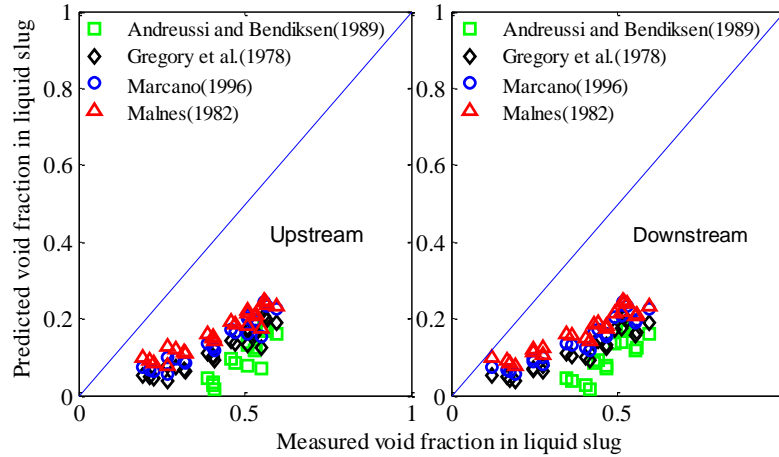 Predicted void fraction in liquid slug
1
0.8
0.6
0.4
0.2
0
Andreussi and Bendiksen(1989)
Gregory et al.(1978)
Marcano(1996)
Malnes(1982)
Upstream
0
0.5
1
Andreussi and Bendiksen(1989)
Gregory et al.(1978)
Marcano(1996)
Malnes(1982)
Downstream
0
0.5
Measured void fraction in liquid slug